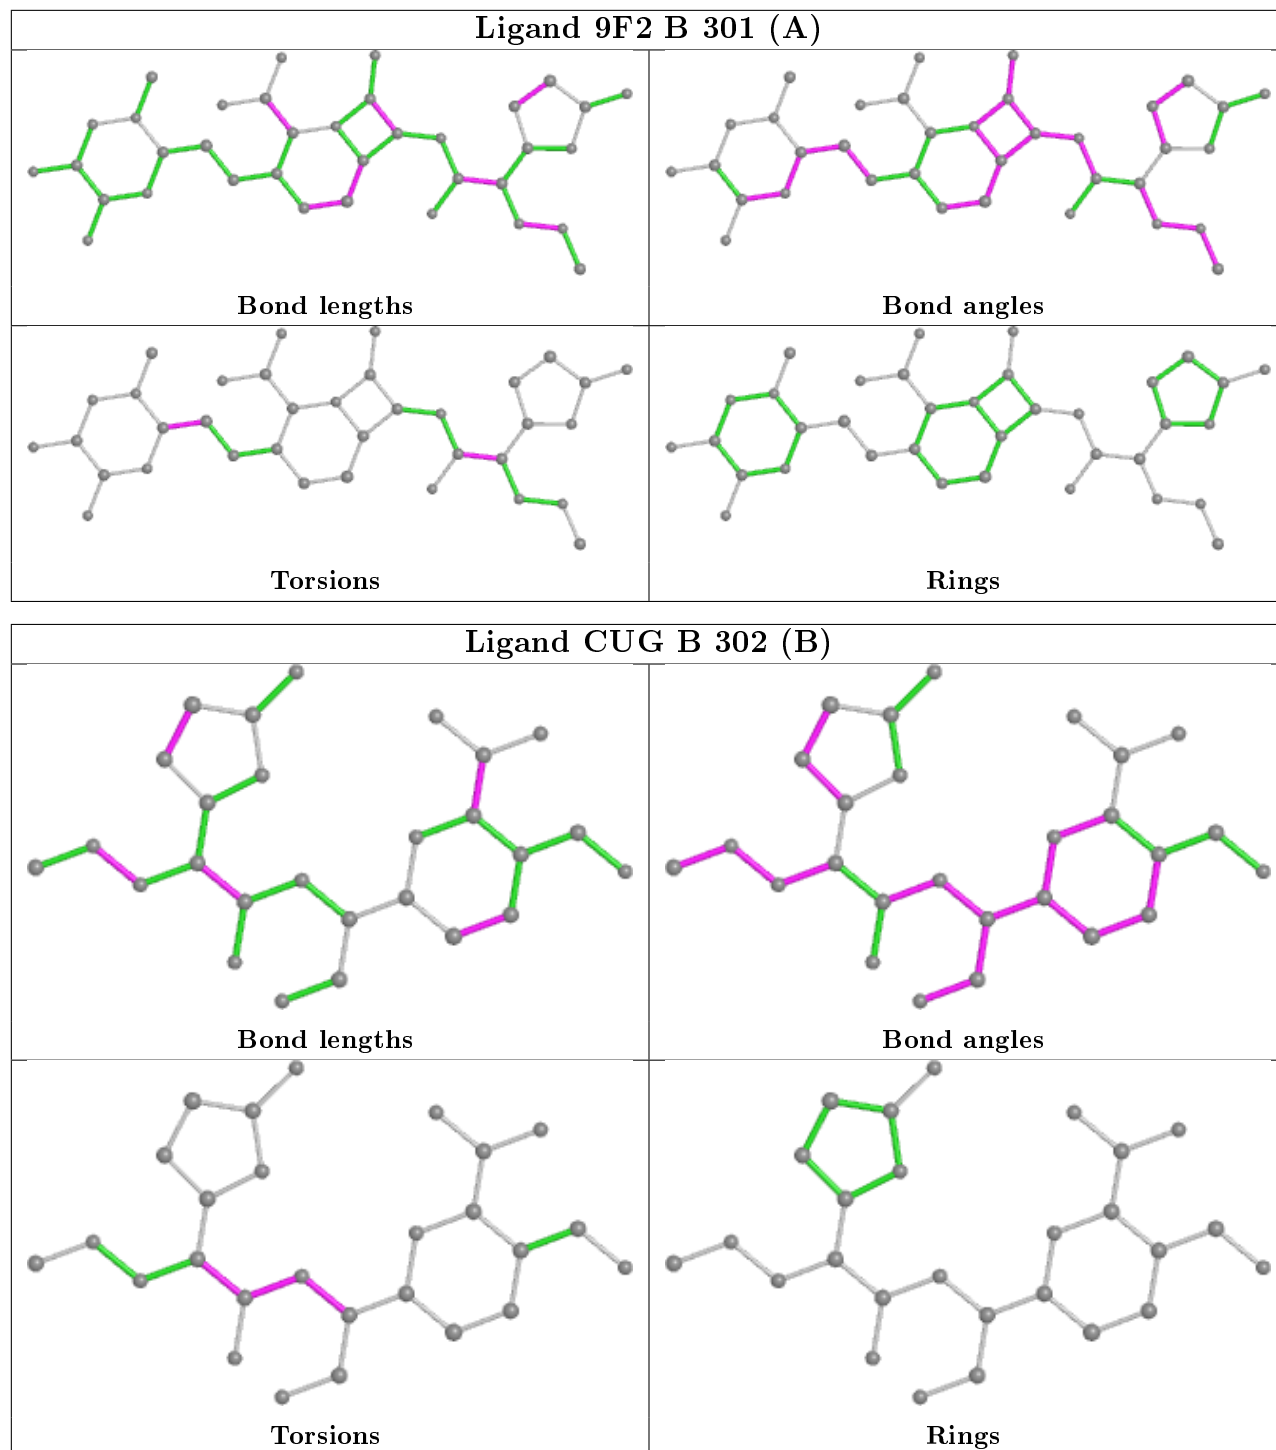 Ligand 9F2 B 301 (A)
Bond lengths
Bond angles
Torsions
Rings
Ligand CUG B 302 (B)
Bond lengths
Bond angles
Torsions
Rings